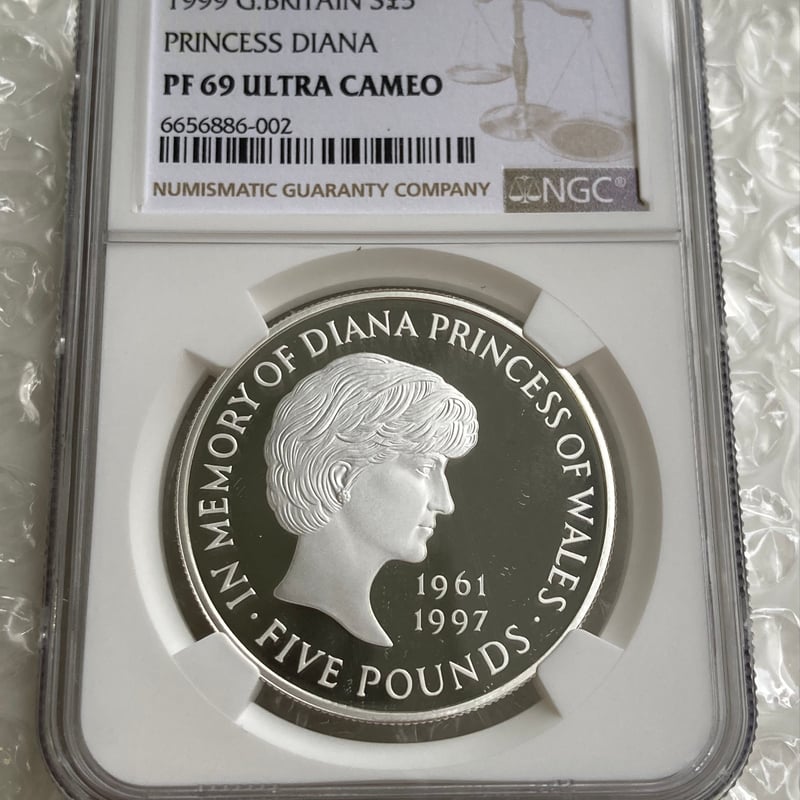 1999 G.BRITAIN S£5
PRINCESS DIANA
PF 69 ULTRA CAMEO
6656886-002
NUMISMATIC GUARANTY COMPANY
NGC®
IN MEMORY OF DIANA PRINCESS OF WALES
1961
1997
· FIVE POUNDS ·